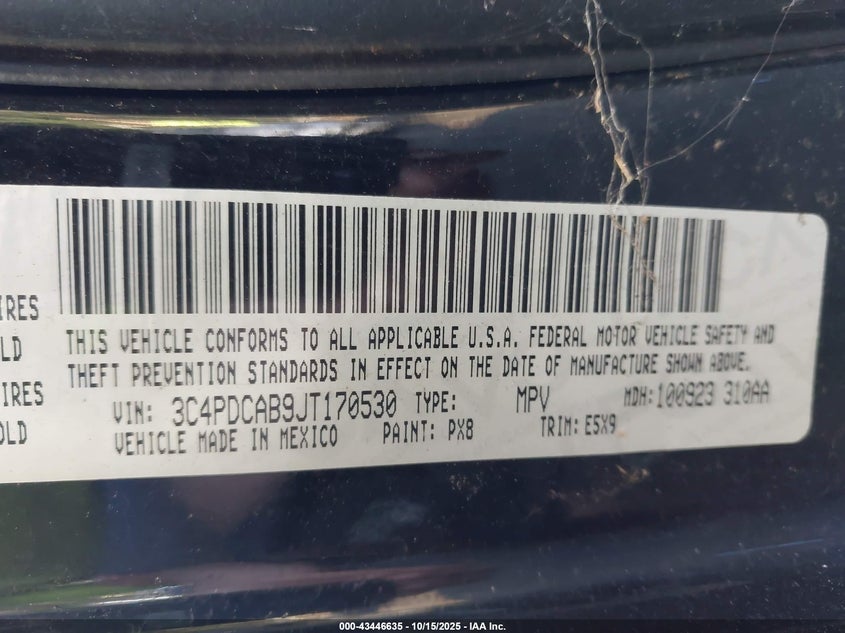 IRES
LD
IRES
OLD
THIS VEHICLE CONFORMS TO ALL APPLICABLE U.S.A. FEDERAL MOTOR VEHICLE SAFETY AND
THEFT PREVENTION STANDARDS IN EFFECT ON THE DATE OF MANUFACTURE SHOWN ABOVE.
VIN: 3C4PDCAB9JT170530 TYPE: MPV MDH:100923 310AA
VEHICLE MADE IN MEXICO PAINT: PX8 TRIM: E5X9
000-43446635 - 10/15/2025 - IAA Inc.